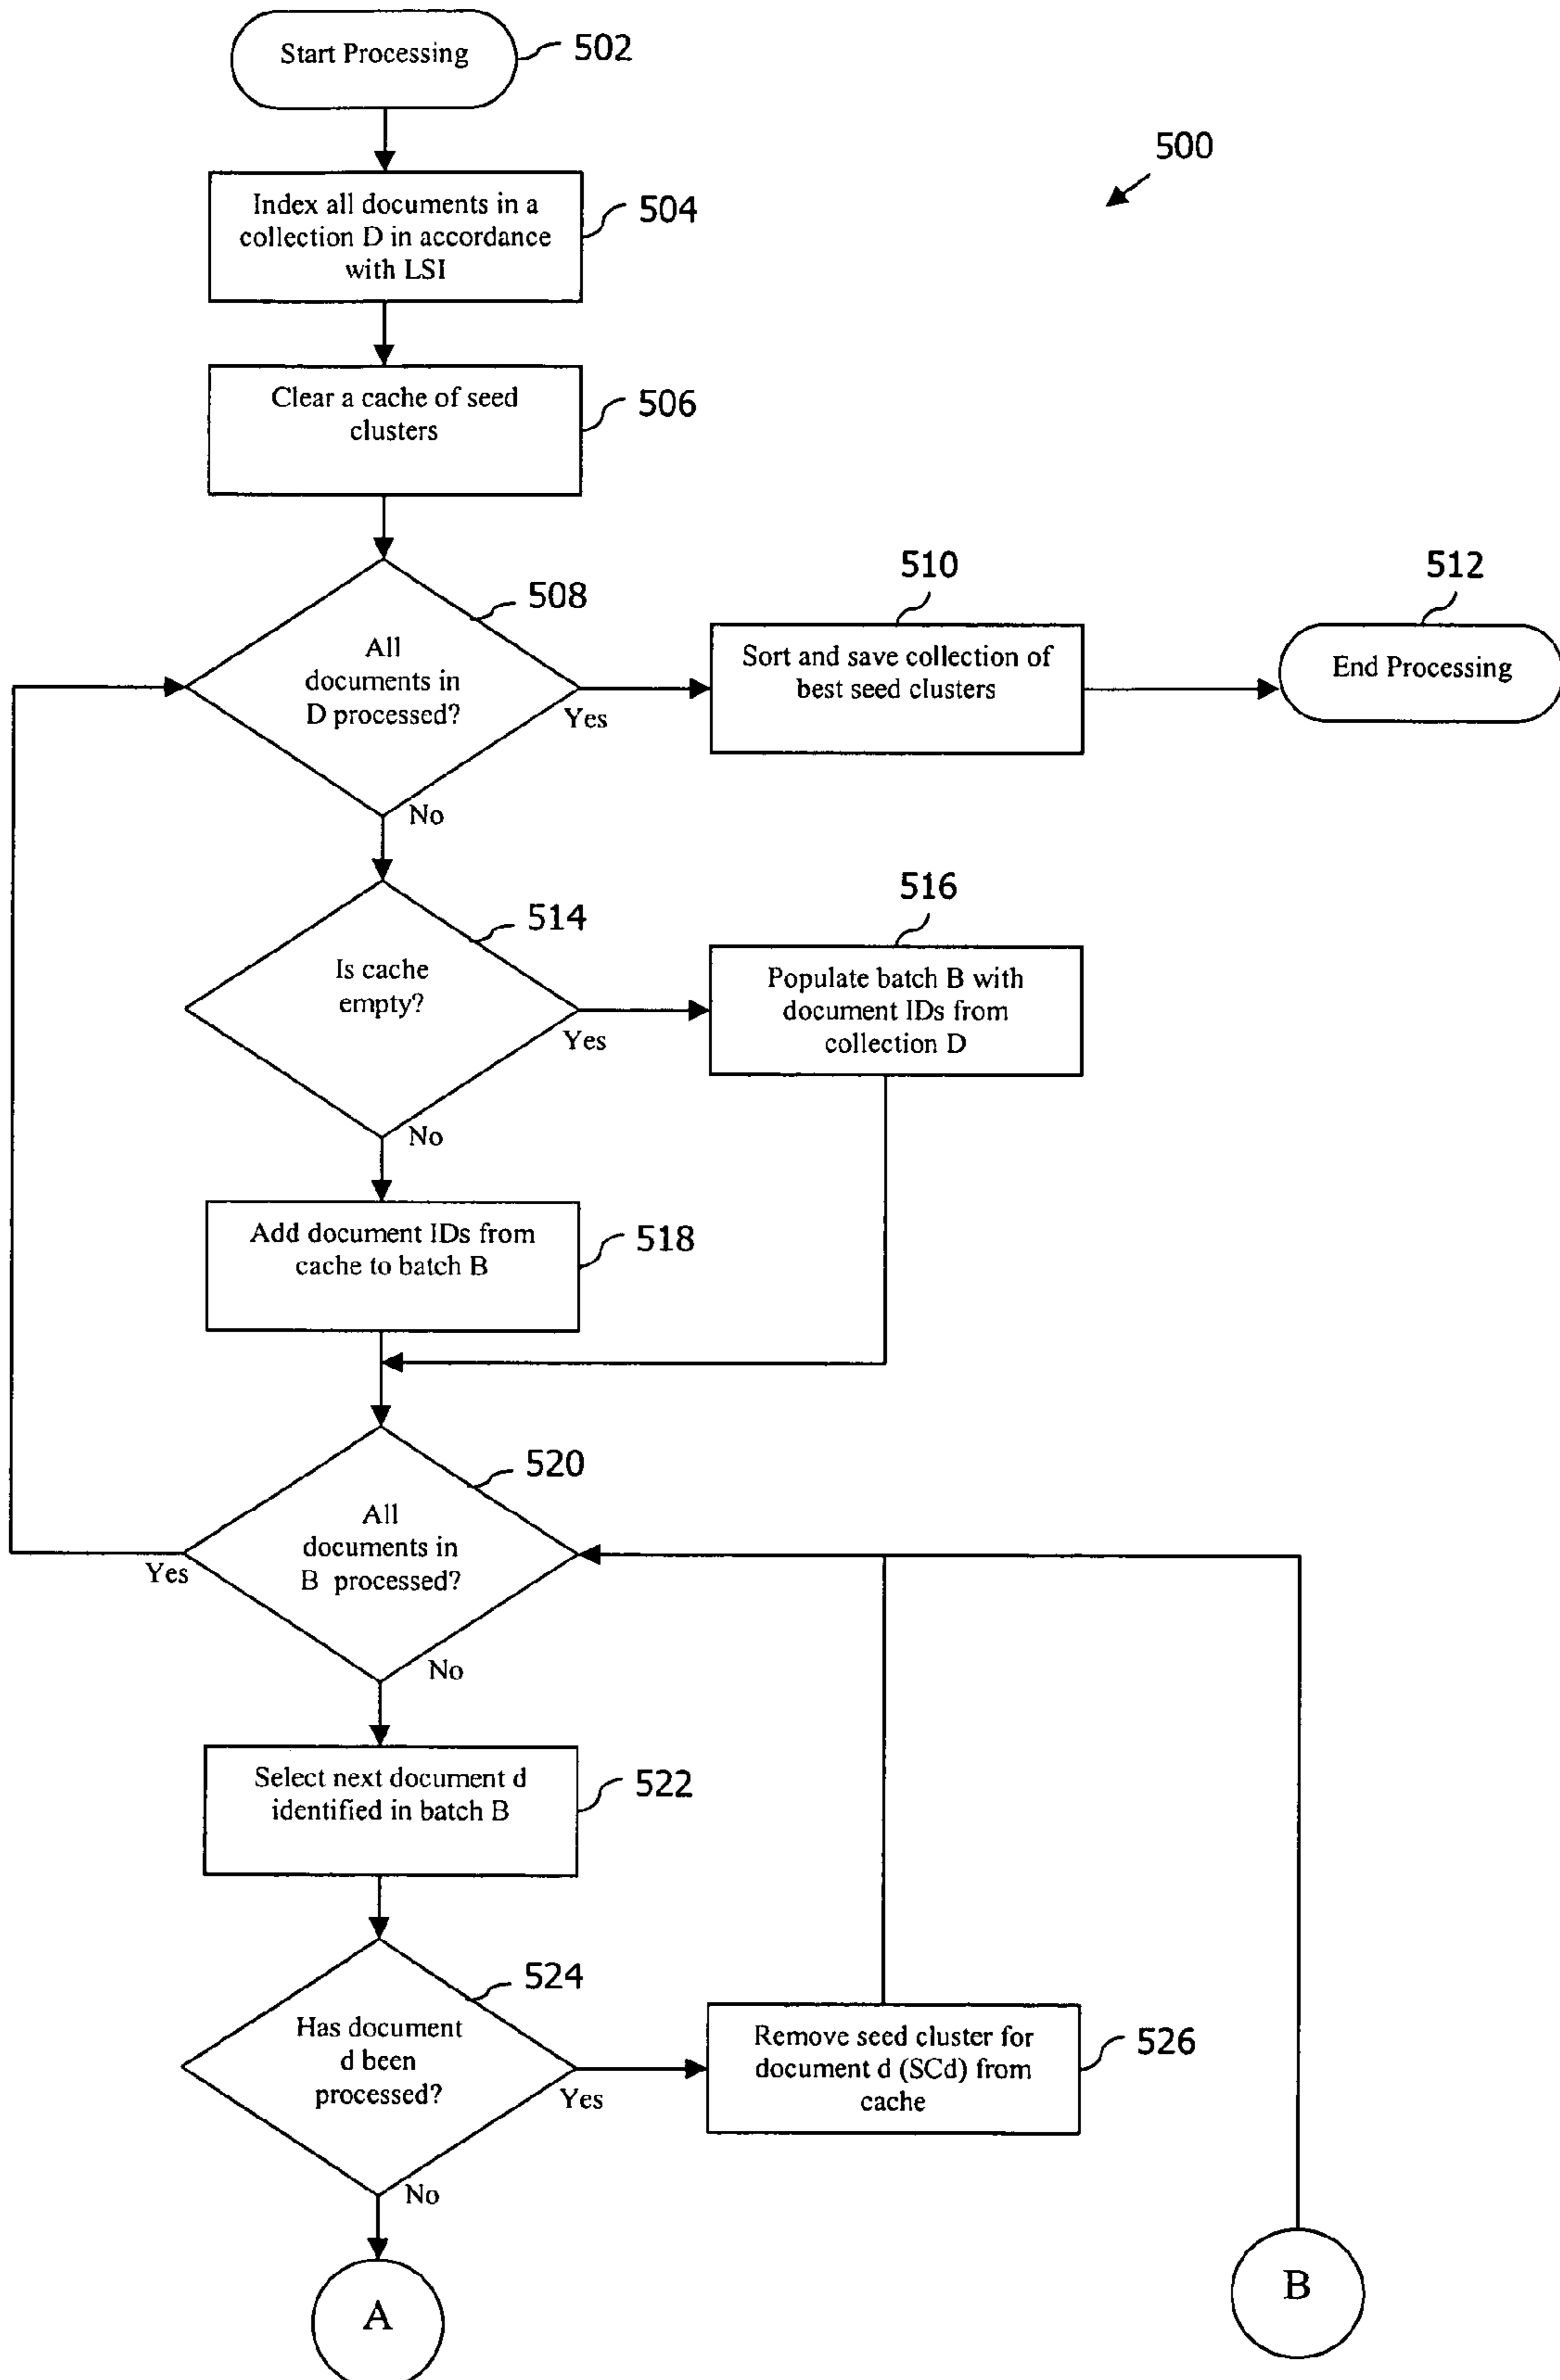 Start Processing
502
500
Index all documents in a
collection D in accordance
with LSI
504
Clear a cache of seed
clusters
506
All
documents in
D processed?
508
Yes
No
510
Sort and save collection of
best seed clusters
512
End Processing
Is cache
empty?
514
Yes
No
516
Populate batch B with
document IDs from
collection D
Add document IDs from
cache to batch B
518
All
documents in
B processed?
520
Yes
No
Select next document d
identified in batch B
522
Has document
d been
processed?
524
Yes
No
Remove seed cluster for
document d (SCd) from
cache
526
A
B